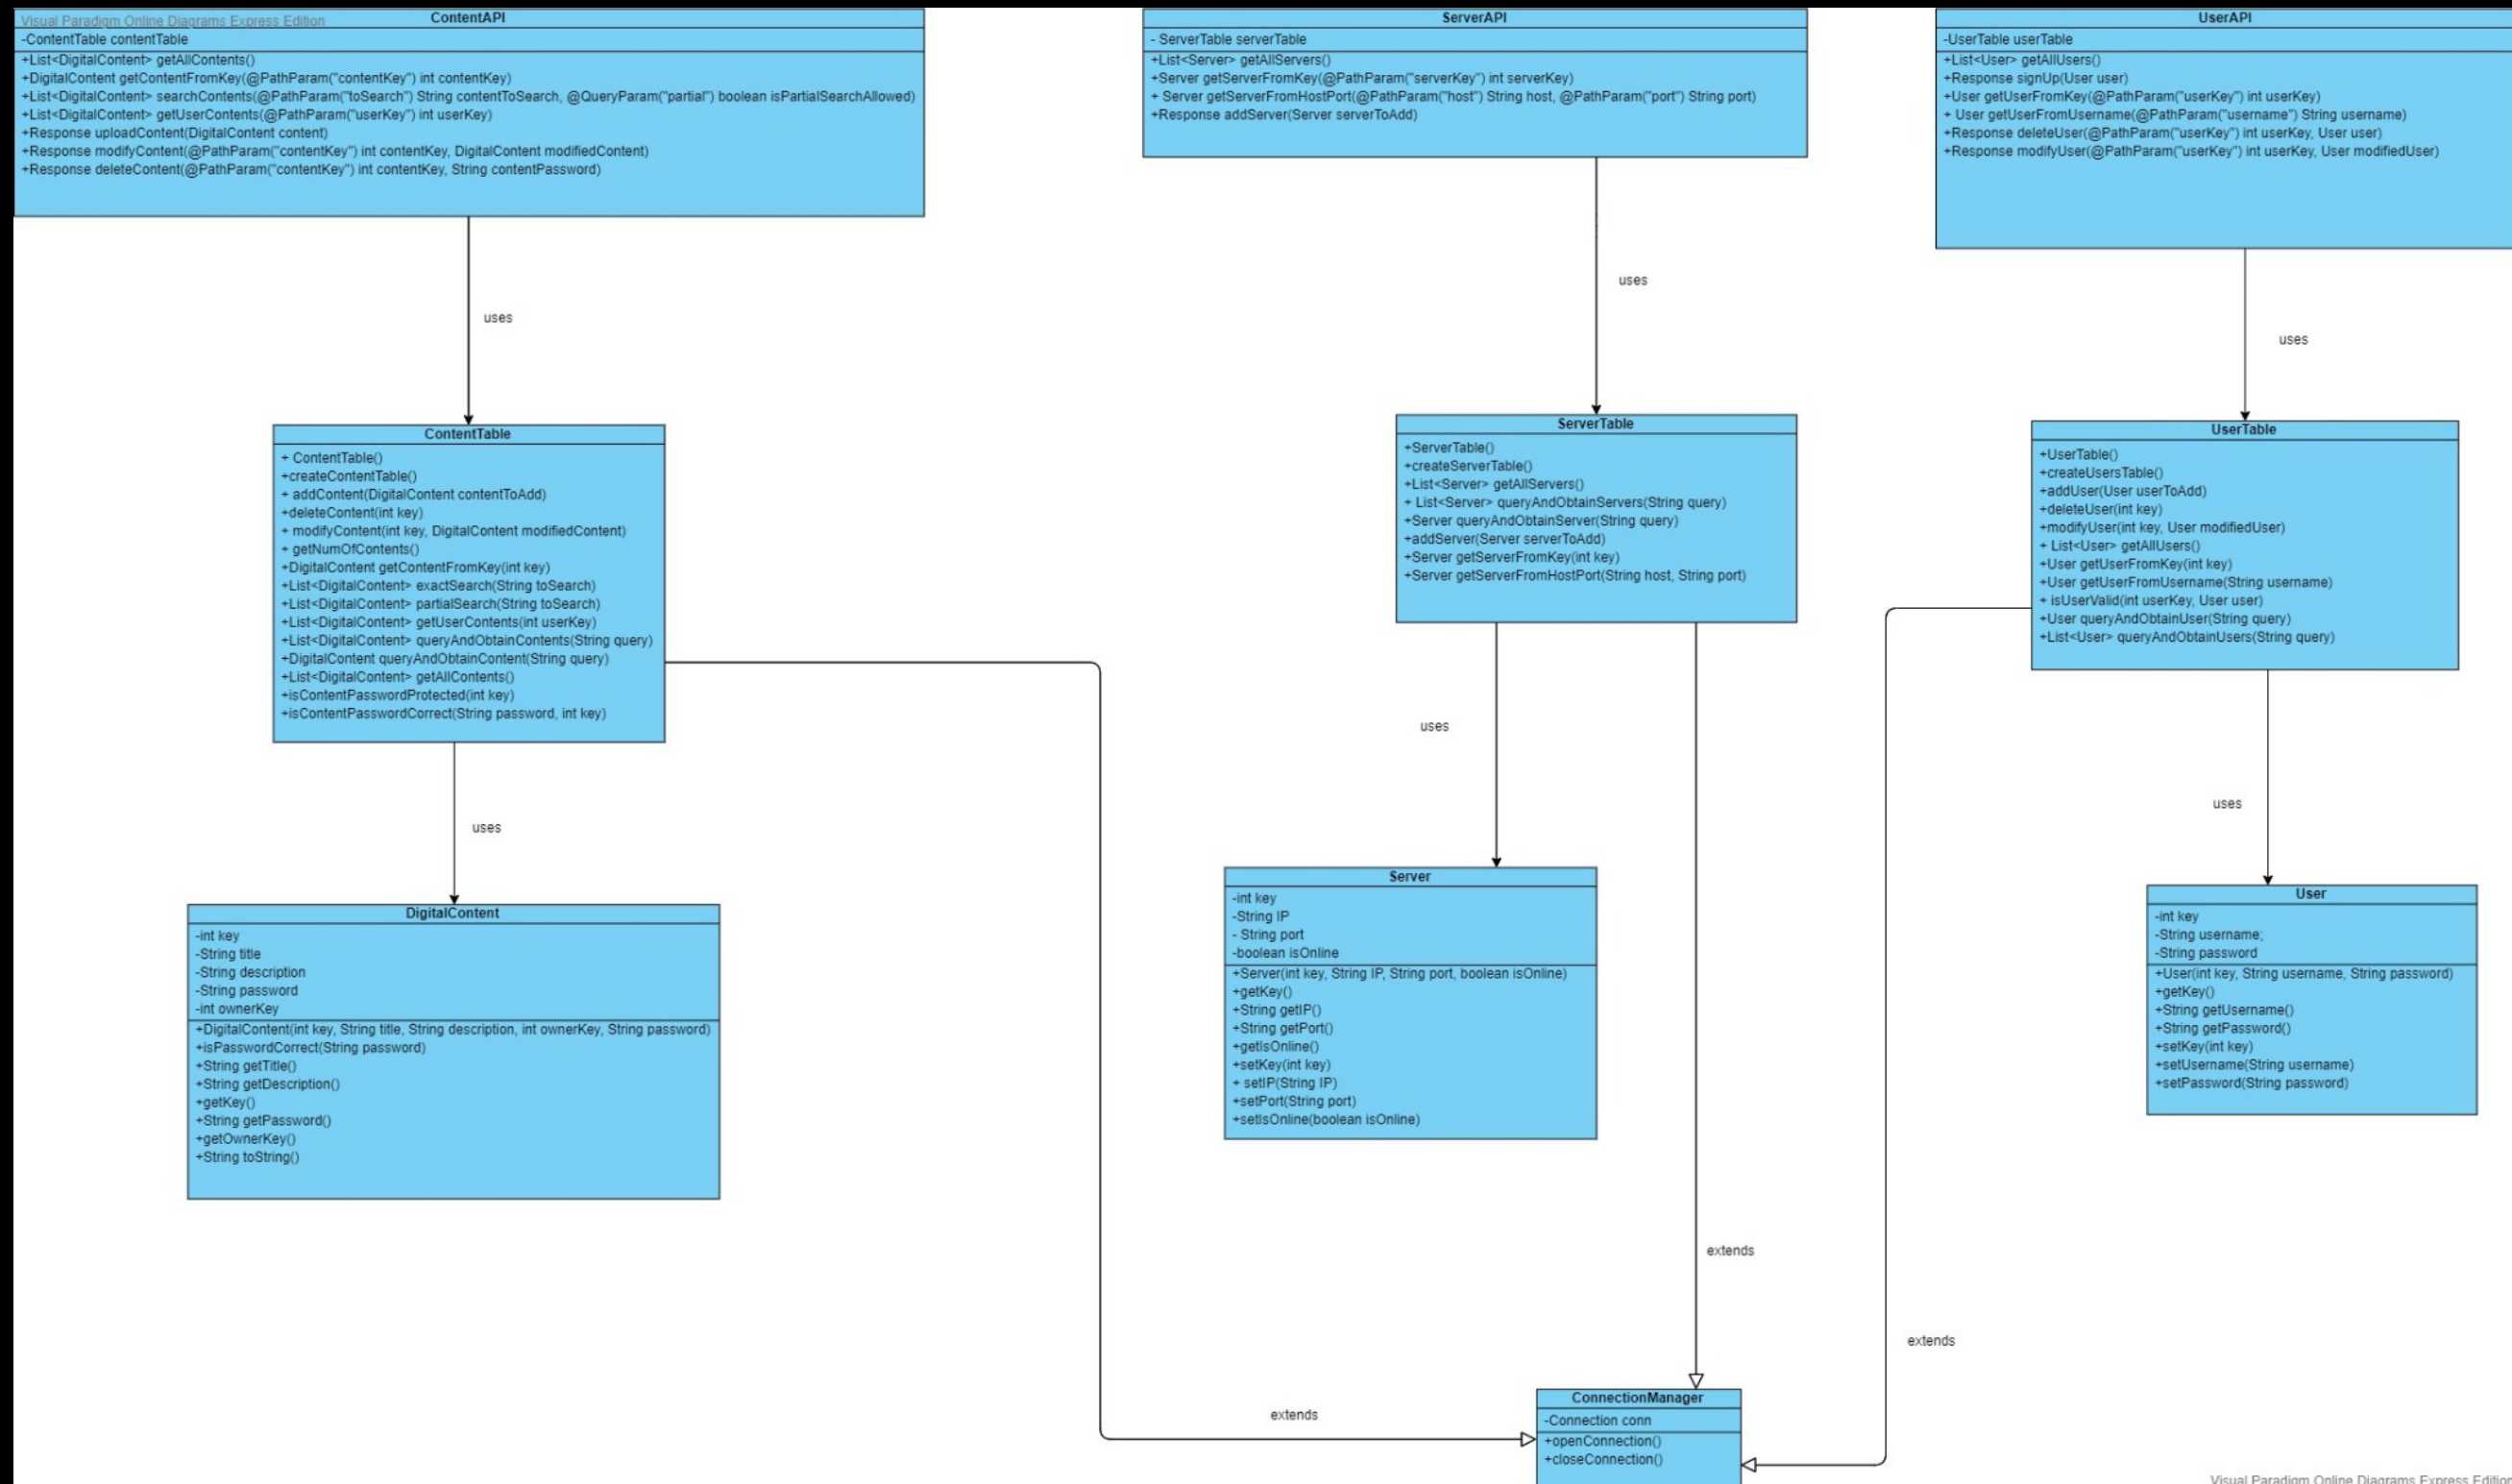 Visual Paradigm Online Diagrams Express Edition
ContentAPI
-ContentTable contentTable
+List<DigitalContent> getAllContents()
+DigitalContent getContentFromKey(@PathParam("contentKey") int contentKey)
+List<DigitalContent> searchContents(@PathParam("toSearch") String contentToSearch, @QueryParam("partial") boolean isPartialSearchAllowed)
+List<DigitalContent> getUserContents(@PathParam("userKey") int userKey)
+Response uploadContent(DigitalContent content)
+Response modifyContent(@PathParam("contentKey") int contentKey, DigitalContent modifiedContent)
+Response deleteContent(@PathParam("contentKey") int contentKey, String contentPassword)
ServerAPI
- ServerTable serverTable
+List<Server> getAllServers()
+Server getServerFromKey(@PathParam("serverKey") int serverKey)
+ Server getServerFromHostPort(@PathParam("host") String host, @PathParam("port") String port)
+Response addServer(Server serverToAdd)
UserAPI
-UserTable userTable
+List<User> getAllUsers()
+Response signUp(User user)
+User getUserFromKey(@PathParam("userKey") int userKey)
+ User getUserFromUsername(@PathParam("username") String username)
+Response deleteUser(@PathParam("userKey") int userKey, User user)
+Response modifyUser(@PathParam("userKey") int userKey, User modifiedUser)
uses
uses
uses
ContentTable
+ ContentTable()
+createContentTable()
+ addContent(DigitalContent contentToAdd)
+deleteContent(int key)
+ modifyContent(int key, DigitalContent modifiedContent)
+ getNumOfContents()
+DigitalContent getContentFromKey(int key)
+List<DigitalContent> exactSearch(String toSearch)
+List<DigitalContent> partialSearch(String toSearch)
+List<DigitalContent> getUserContents(int userKey)
+List<DigitalContent> queryAndObtainContents(String query)
+DigitalContent queryAndObtainContent(String query)
+List<DigitalContent> getAllContents()
+isContentPasswordProtected(int key)
+isContentPasswordCorrect(String password, int key)
ServerTable
+ServerTable()
+createServerTable()
+List<Server> getAllServers()
+ List<Server> queryAndObtainServers(String query)
+Server queryAndObtainServer(String query)
+addServer(Server serverToAdd)
+Server getServerFromKey(int key)
+Server getServerFromHostPort(String host, String port)
UserTable
+UserTable()
+createUsersTable()
+addUser(User userToAdd)
+deleteUser(int key)
+modifyUser(int key, User modifiedUser)
+ List<User> getAllUsers()
+User getUserFromKey(int key)
+User getUserFromUsername(String username)
+ isUserValid(int userKey, User user)
+User queryAndObtainUser(String query)
+List<User> queryAndObtainUsers(String query)
uses
uses
uses
DigitalContent
-int key
-String title
-String description
-String password
-int ownerKey
+DigitalContent(int key, String title, String description, int ownerKey, String password)
+isPasswordCorrect(String password)
+String getTitle()
+String getDescription()
+getKey()
+String getPassword()
+getOwnerKey()
+String toString()
Server
-int key
-String IP
- String port
-boolean isOnline
+Server(int key, String IP, String port, boolean isOnline)
+getKey()
+String getIP()
+String getPort()
+getIsOnline()
+setKey(int key)
+ setIP(String IP)
+setPort(String port)
+setIsOnline(boolean isOnline)
User
-int key
-String username;
-String password
+User(int key, String username, String password)
+getKey()
+String getUsername()
+String getPassword()
+setKey(int key)
+setUsername(String username)
+setPassword(String password)
extends
extends
extends
ConnectionManager
-Connection conn
+openConnection()
+closeConnection()
Visual Paradigm Online Diagrams Express Edition